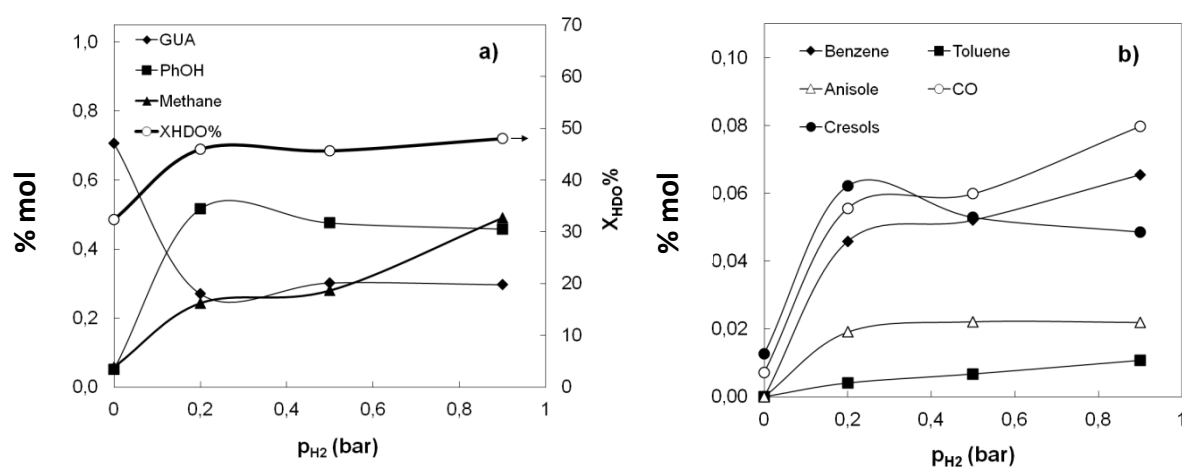 a)
GUA
PhOH
Methane
XHDO%
1,0
0,8
0,6
0,4
0,2
0,0
% mol
70
60
50
40
30
20
10
0
XHDO%
0 0,2 0,4 0,6 0,8 1
pH2 (bar)
b)
Benzene Toluene
Anisole CO
Cresols
0,10
0,08
0,06
0,04
0,02
0,00
% mol
0 0,2 0,4 0,6 0,8 1
pH2 (bar)